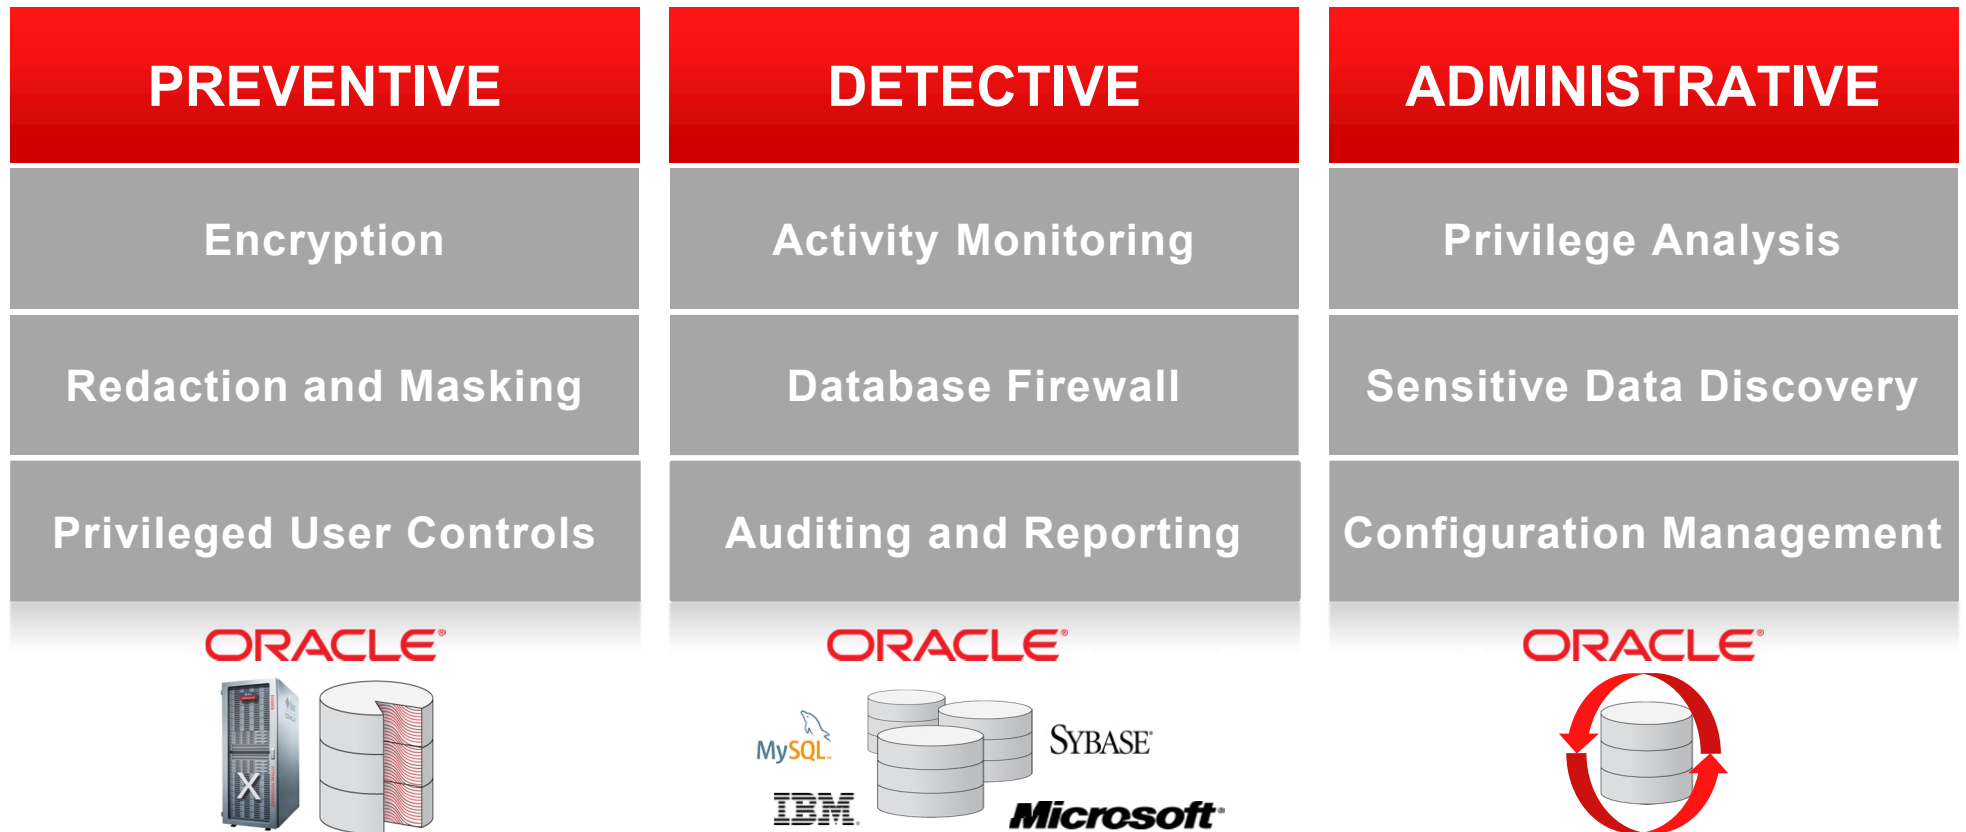 PREVENTIVE
Encryption
Redaction and Masking
Privileged User Controls
ORACLE®
X
DETECTIVE
Activity Monitoring
Database Firewall
Auditing and Reporting
ORACLE®
MySQL
SYBASE
IBM
Microsoft
ADMINISTRATIVE
Privilege Analysis
Sensitive Data Discovery
Configuration Management
ORACLE®